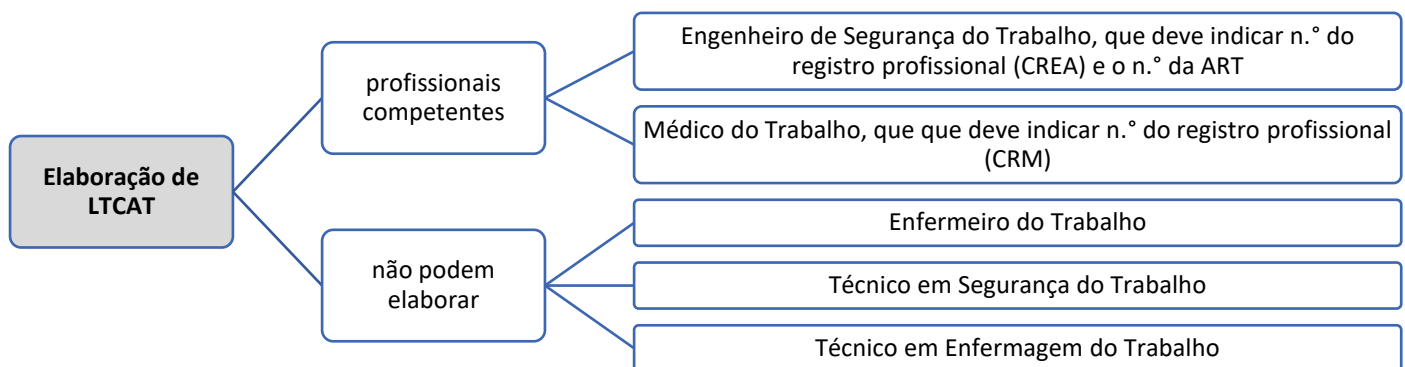 Elaboração de
LTCAT
profissionais
competentes
Engenheiro de Segurança do Trabalho, que deve indicar n.° do
registro profissional (CREA) e o n.° da ART
Médico do Trabalho, que que deve indicar n.° do registro profissional
(CRM)
não podem
elaborar
Enfermeiro do Trabalho
Técnico em Segurança do Trabalho
Técnico em Enfermagem do Trabalho